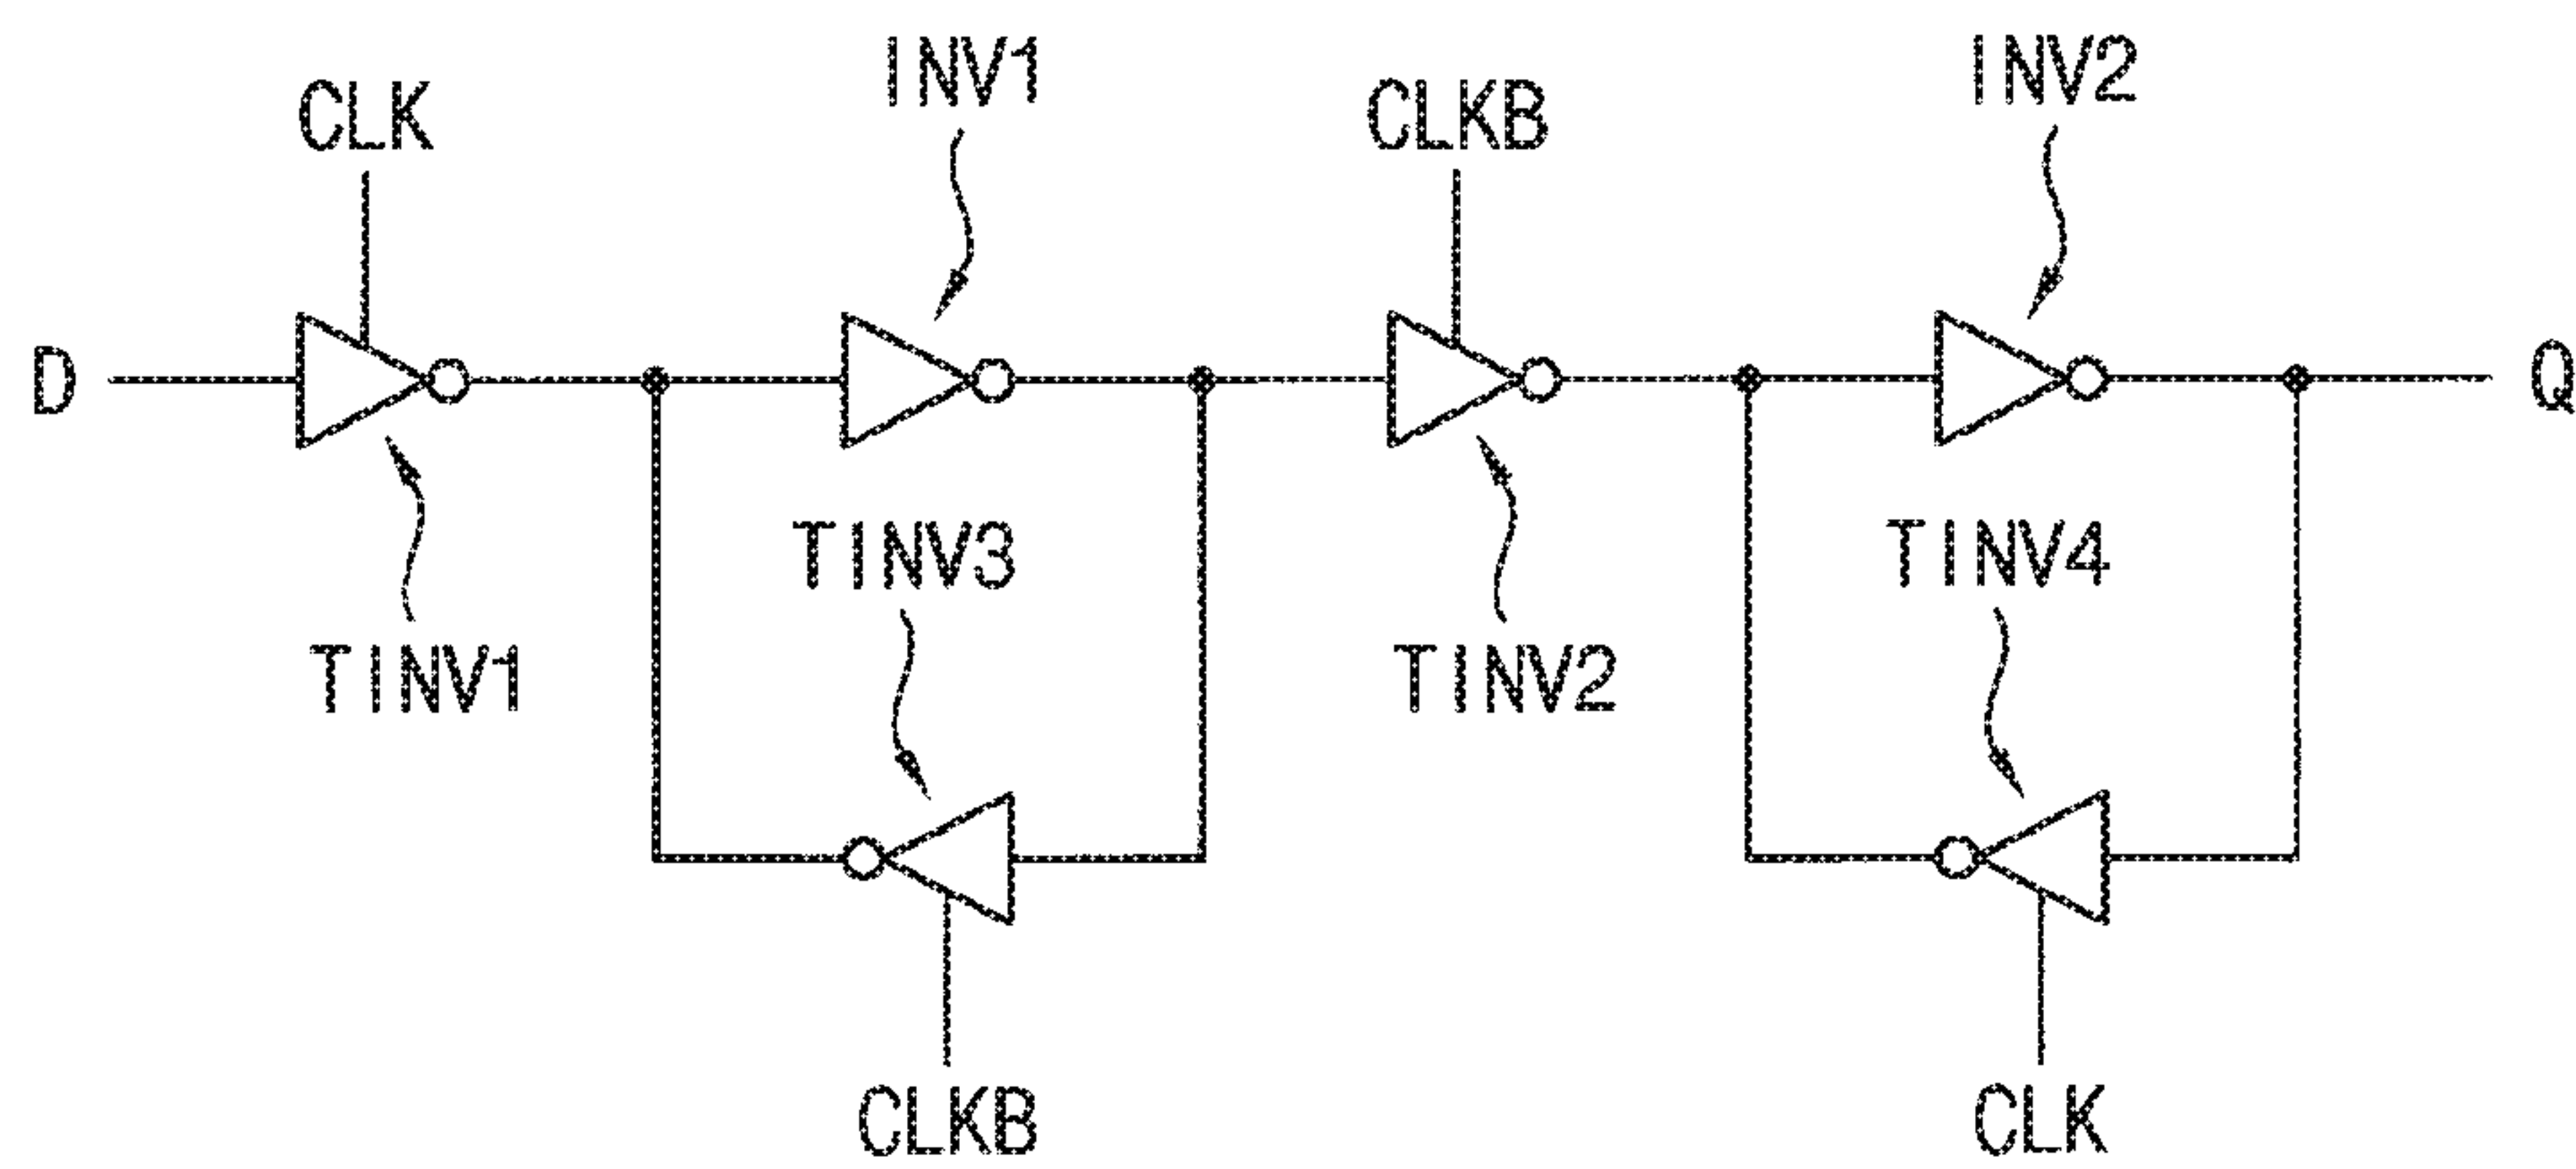 INV1
INV2
CLK
CLKB
D
Q
TINV3
TINV4
TINV1
TINV2
CLKB
CLK